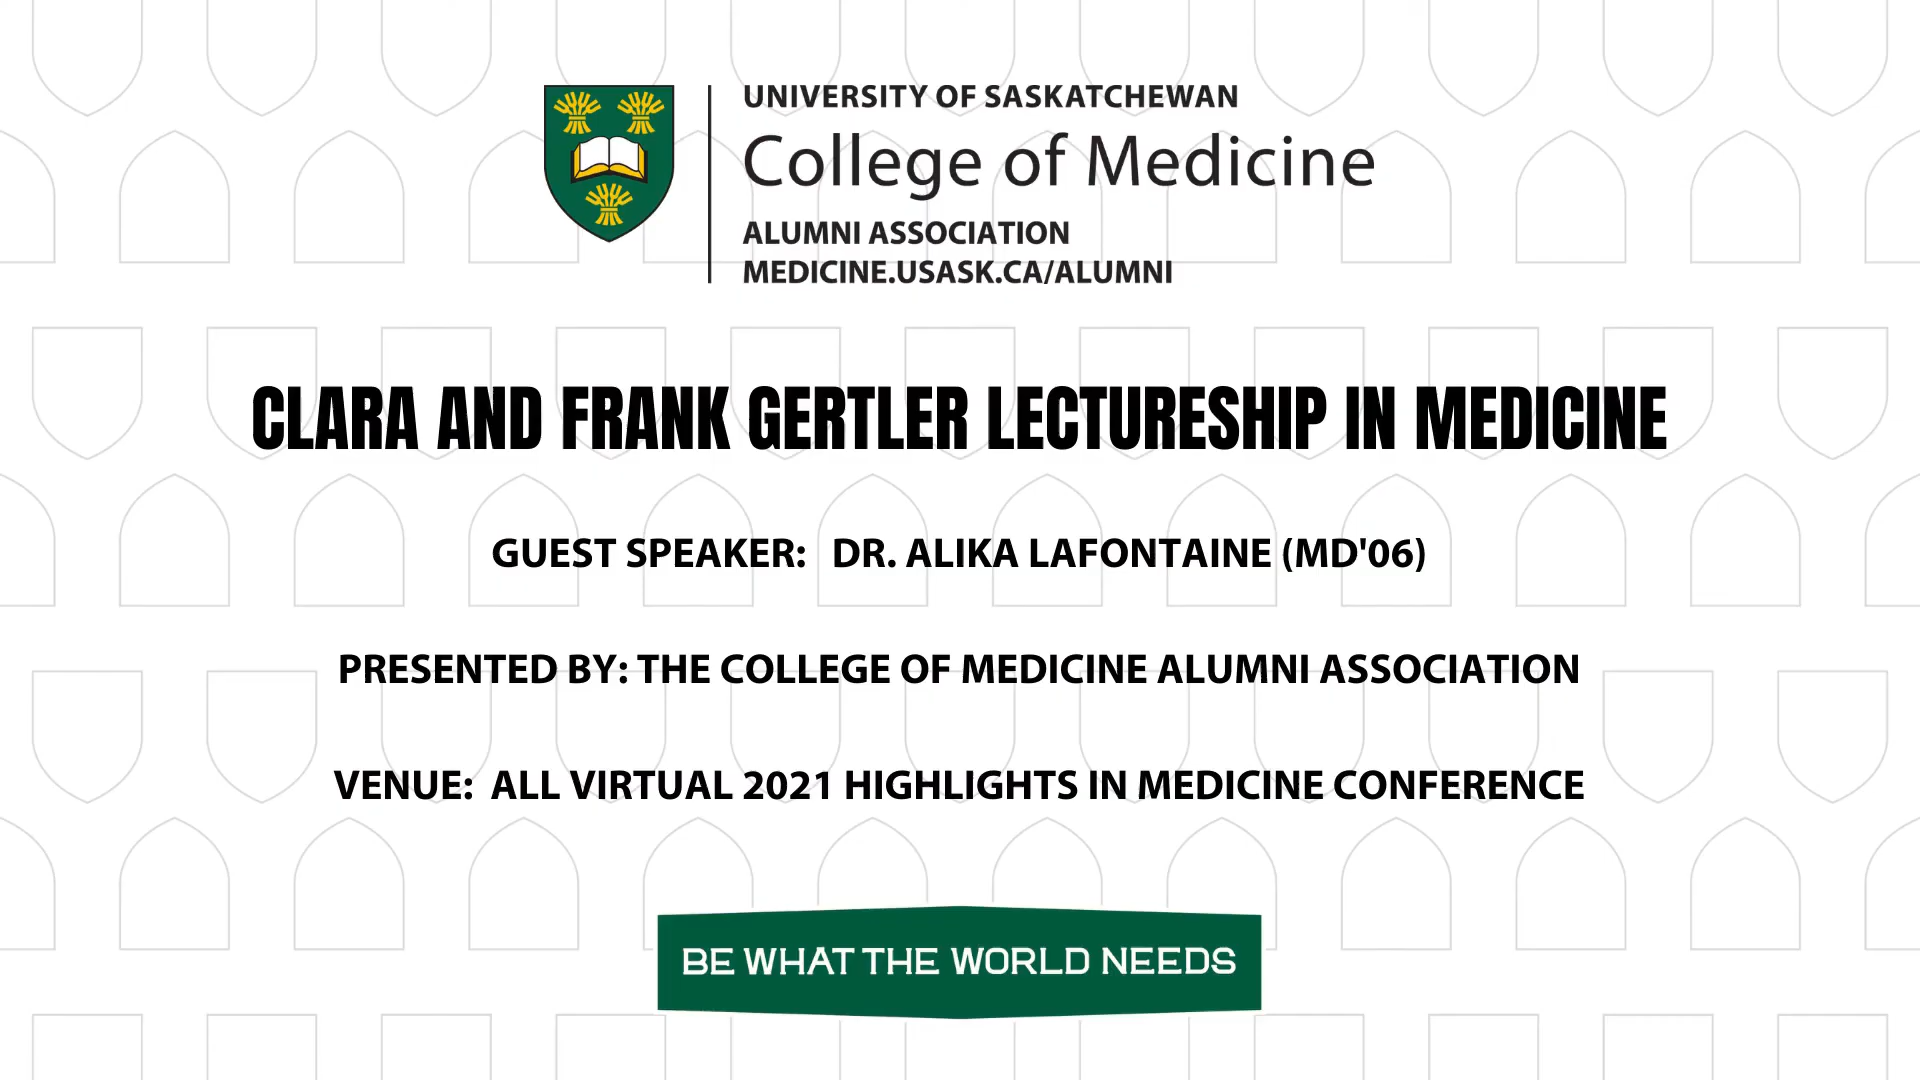 UNIVERSITY OF SASKATCHEWAN
College of Medicine
ALUMNI ASSOCIATION
MEDICINE.USASK.CA/ALUMNI
CLARA AND FRANK GERTLER LECTURESHIP IN MEDICINE
GUEST SPEAKER: DR. ALIKA LAFONTAINE (MD'06)
PRESENTED BY: THE COLLEGE OF MEDICINE ALUMNI ASSOCIATION
VENUE: ALL VIRTUAL 2021 HIGHLIGHTS IN MEDICINE CONFERENCE
BE WHAT THE WORLD NEEDS